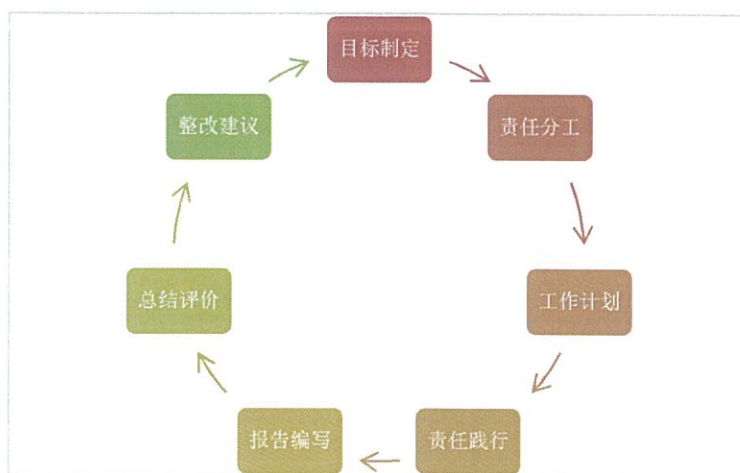 目标制定
责任分工
工作计划
责任践行
报告编写
总结评价
整改建议